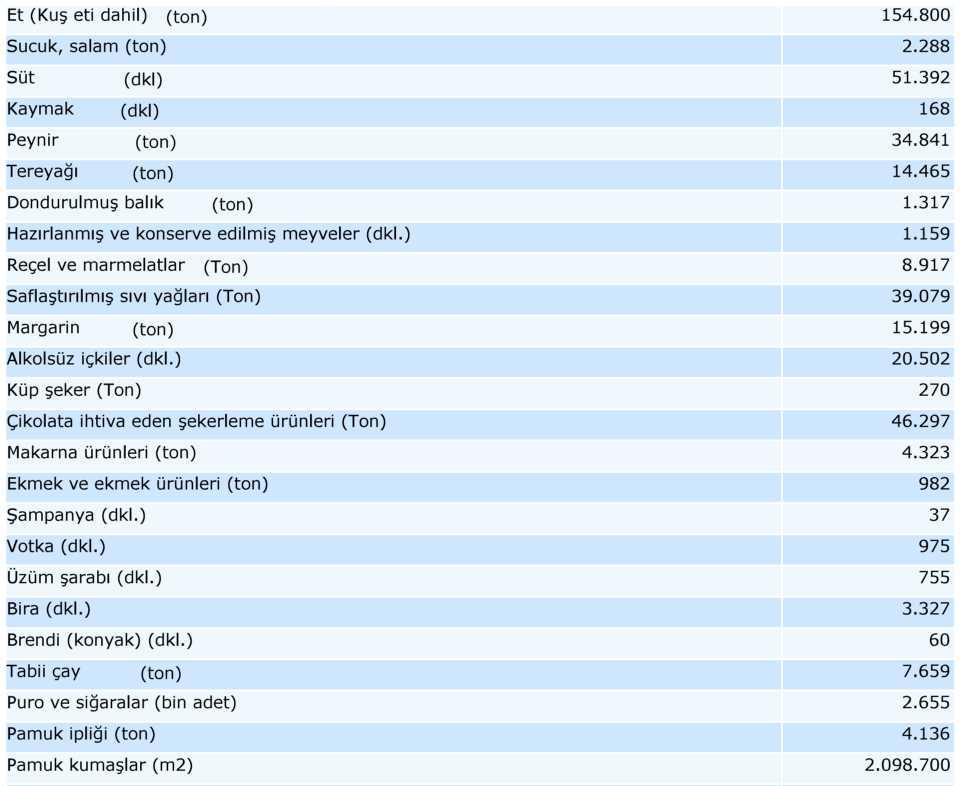 Et (Kuş eti dahil) (ton) 154.800
Sucuk, salam (ton) 2.288
Süt (dkl) 51.392
Kaymak (dkl) 168
Peynir (ton) 34.841
Tereyağı (ton) 14.465
Dondurulmuş balık (ton) 1.317
Hazırlanmış ve konserve edilmiş meyveler (dkl.) 1.159
Reçel ve marmelatlar (Ton) 8.917
Saflaştırılmış sıvı yağları (Ton) 39.079
Margarin (ton) 15.199
Alkolsüz içkiler (dkl.) 20.502
Küp şeker (Ton) 270
Çikolata ihtiva eden şekerleme ürünleri (Ton) 46.297
Makarna ürünleri (ton) 4.323
Ekmek ve ekmek ürünleri (ton) 982
Şampanya (dkl.) 37
Votka (dkl.) 975
Üzüm şarabı (dkl.) 755
Bira (dkl.) 3.327
Brendi (konyak) (dkl.) 60
Tabii çay (ton) 7.659
Puro ve siğaralar (bin adet) 2.655
Pamuk ipliği (ton) 4.136
Pamuk kumaşlar (m2) 2.098.700